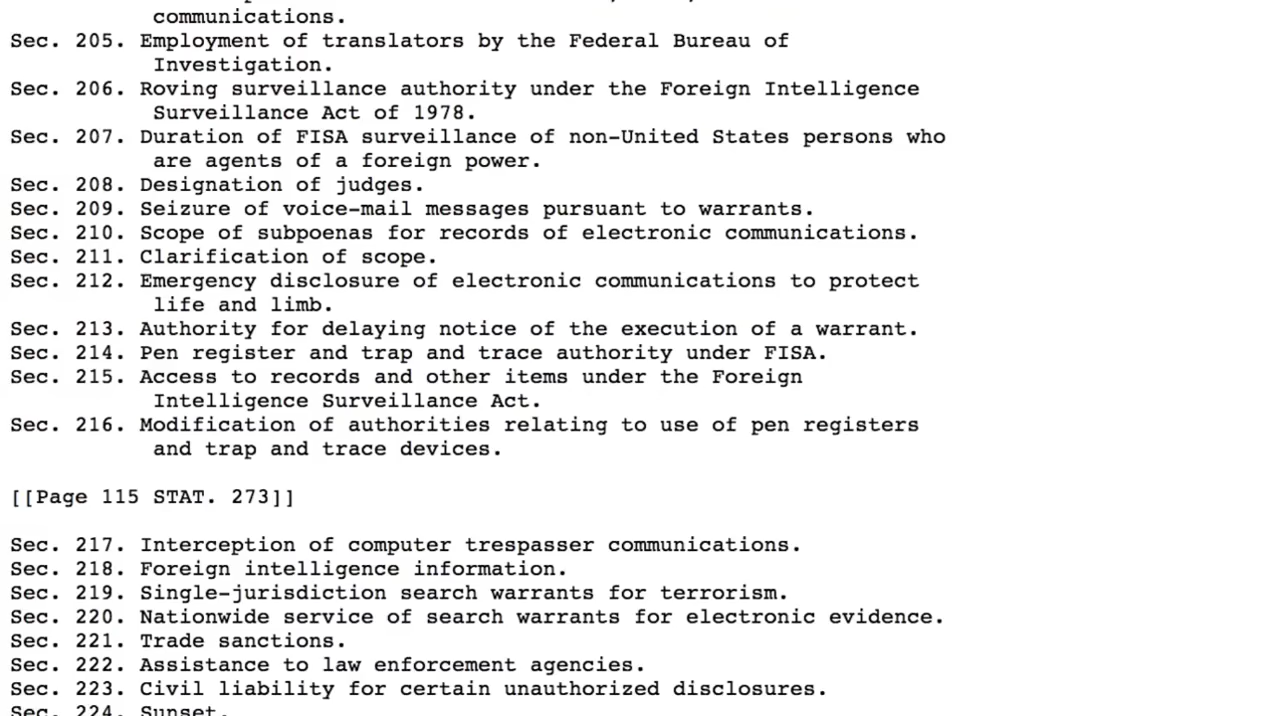 communications.
Sec. 205. Employment of translators by the Federal Bureau of
Investigation.
Sec. 206. Roving surveillance authority under the Foreign Intelligence
Surveillance Act of 1978.
Sec. 207. Duration of FISA surveillance of non-United States persons who
are agents of a foreign power.
Sec. 208. Designation of judges.
Sec. 209. Seizure of voice-mail messages pursuant to warrants.
Sec. 210. Scope of subpoenas for records of electronic communications.
Sec. 211. Clarification of scope.
Sec. 212. Emergency disclosure of electronic communications to protect
life and limb.
Sec. 213. Authority for delaying notice of the execution of a warrant.
Sec. 214. Pen register and trap and trace authority under FISA.
Sec. 215. Access to records and other items under the Foreign
Intelligence Surveillance Act.
Sec. 216. Modification of authorities relating to use of pen registers
and trap and trace devices.
[[Page 115 STAT. 273]]
Sec. 217. Interception of computer trespasser communications.
Sec. 218. Foreign intelligence information.
Sec. 219. Single-jurisdiction search warrants for terrorism.
Sec. 220. Nationwide service of search warrants for electronic evidence.
Sec. 221. Trade sanctions.
Sec. 222. Assistance to law enforcement agencies.
Sec. 223. Civil liability for certain unauthorized disclosures.
Sec. 224. Sunset.